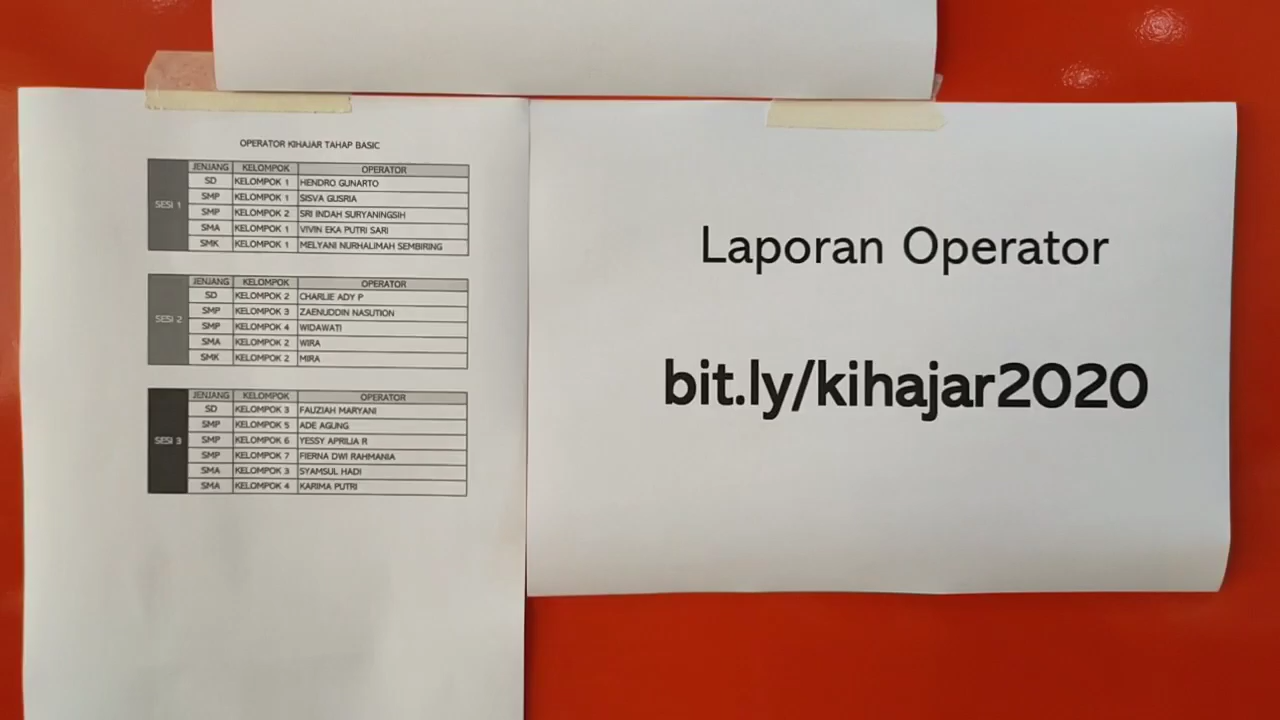 OPERATOR KIHAJAR TAHAP BASIC
SESI 1
JENJANG KELOMPOK OPERATOR
SD KELOMPOK 1 HENDRO GUNARTO
SMP KELOMPOK 1 SISVA GUSRIA
SMP KELOMPOK 2 SRI INDAH SURYANINGSIH
SMA KELOMPOK 1 VIVIN EKA PUTRI SARI
SMK KELOMPOK 1 MELYANI NURHALIMAH SEMBIRING
SESI 2
JENJANG KELOMPOK OPERATOR
SD KELOMPOK 2 CHARLIE ADY P
SMP KELOMPOK 3 ZAENUDDIN NASUTION
SMP KELOMPOK 4 WIDAWATI
SMA KELOMPOK 2 WIRA
SMK KELOMPOK 2 MIRA
SESI 3
JENJANG KELOMPOK OPERATOR
SD KELOMPOK 3 FAUZIAH MARYANI
SMP KELOMPOK 5 ADE AGUNG
SMP KELOMPOK 6 YESSY APRILIA R
SMP KELOMPOK 7 FIERNA DWI RAHMANIA
SMA KELOMPOK 3 SYAMSUL HADI
SMA KELOMPOK 4 KARIMA PUTRI
Laporan Operator
bit.ly/kihajar2020